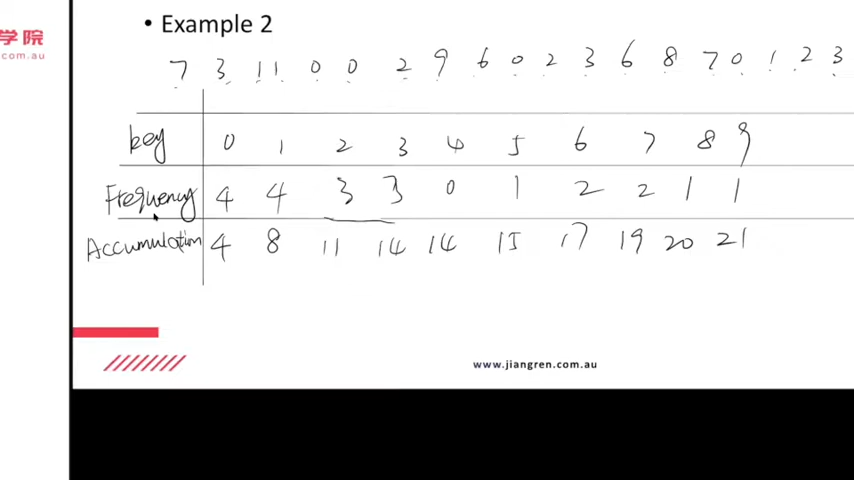 学院
com.au
• Example 2
7 3 1 1 0 0 2 9 6 0 2 3 6 8 7 0 1 2 3
key 0 1 2 3 4 5 6 7 8 9
Frequency 4 4 3 3 0 1 2 2 1 1
Accumulation 4 8 11 14 14 15 17 19 20 21
www.jiangren.com.au